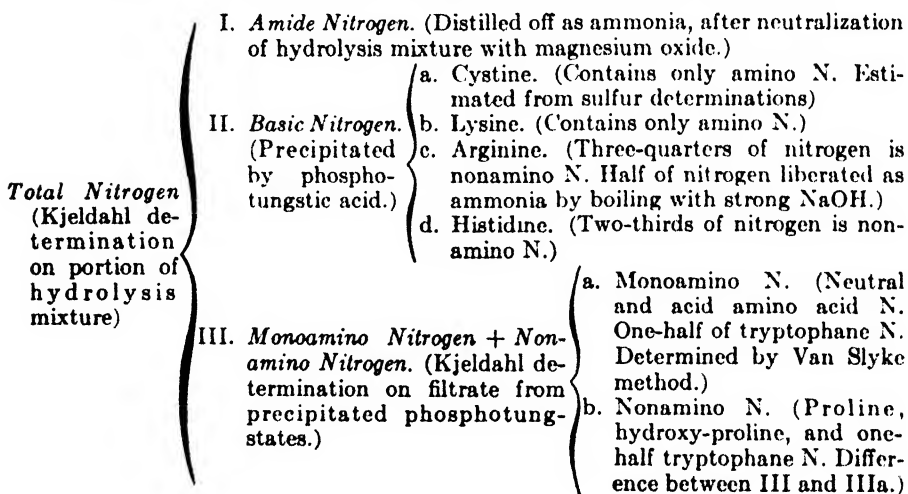 I. Amide Nitrogen. (Distilled off as ammonia, after neutralization
of hydrolysis mixture with magnesium oxide.)
II. Basic Nitrogen.
(Precipitated
by phospho-
tungstic acid.)
a. Cystine. (Contains only amino N. Esti-
mated from sulfur determinations)
b. Lysine. (Contains only amino N.)
c. Arginine. (Three-quarters of nitrogen is
nonamino N. Half of nitrogen liberated as
ammonia by boiling with strong NaOH.)
d. Histidine. (Two-thirds of nitrogen is non-
amino N.)
Total Nitrogen
(Kjeldahl de-
termination
on portion of
hydrolysis
mixture)
III. Monoamino Nitrogen + Non-
amino Nitrogen. (Kjeldahl de-
termination on filtrate from
precipitated phosphotung-
states.)
a. Monoamino N. (Neutral
and acid amino acid N.
One-half of tryptophane N.
Determined by Van Slyke
method.)
b. Nonamino N. (Proline,
hydroxy-proline, and one-
half tryptophane N. Differ-
ence between III and IIIa.)